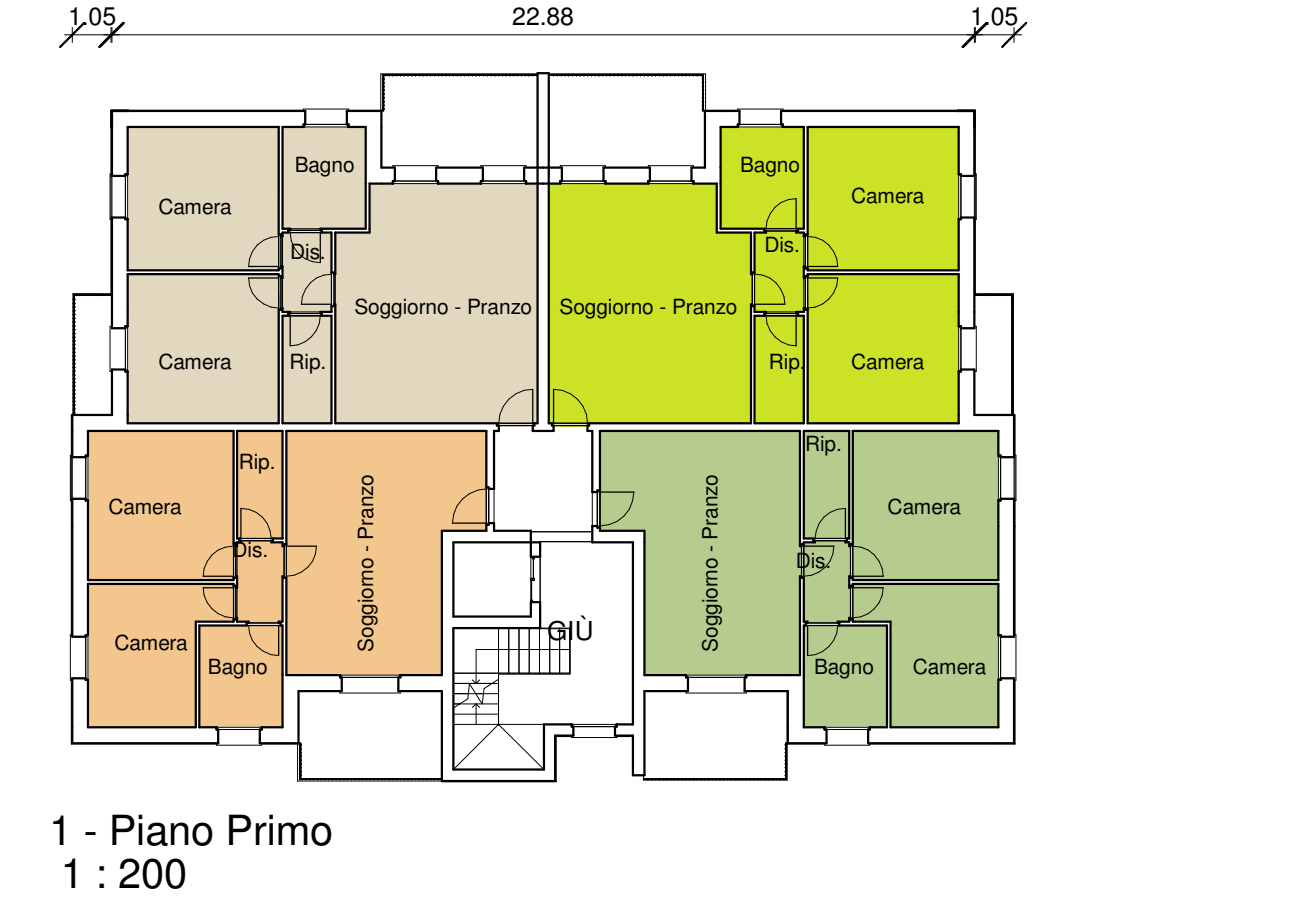 1.05
22.88
1.05
Bagno
Bagno
Camera
Camera
Dis.
Dis.
Soggiorno - Pranzo
Soggiorno - Pranzo
Camera
Rip.
Rip.
Camera
Rip.
Rip.
Camera
Soggiorno - Pranzo
Soggiorno - Pranzo
Camera
Dis.
Dis.
GIÙ
Camera
Bagno
Bagno
Camera
1 - Piano Primo
1 : 200